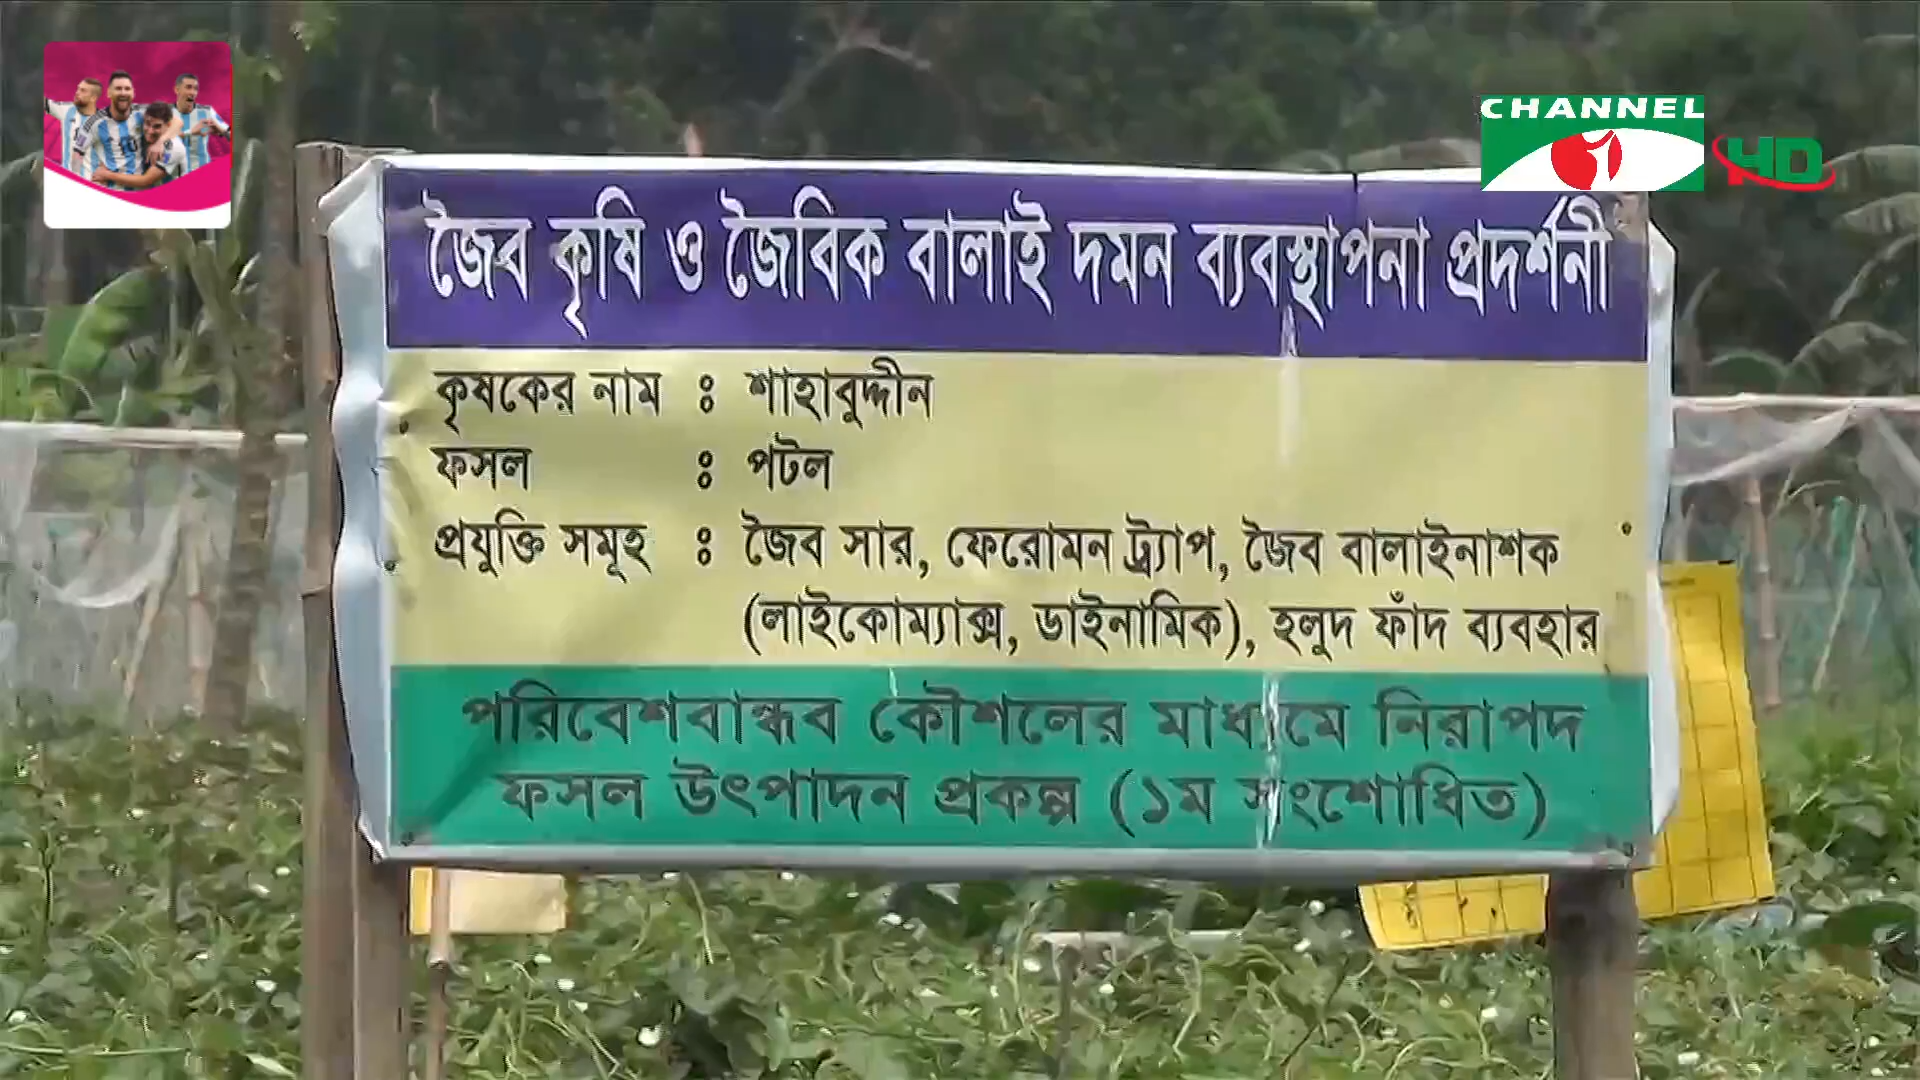 CHANNEL
HD
জৈব কৃষি ও জৈবিক বালাই দমন ব্যবস্থাপনা প্রদর্শনী
কৃষকের নাম : শাহাবুদ্দীন
ফসল : পটল
প্রযুক্তি সমূহ : জৈব সার, ফেরোমন ট্র্যাপ, জৈব বালাইনাশক
(লাইকোম্যাক্স, ডাইনামিক), হলুদ ফাঁদ ব্যবহার
পরিবেশবান্ধব কৌশলের মাধ্যমে নিরাপদ
ফসল উৎপাদন প্রকল্প (১ম সংশোধিত)